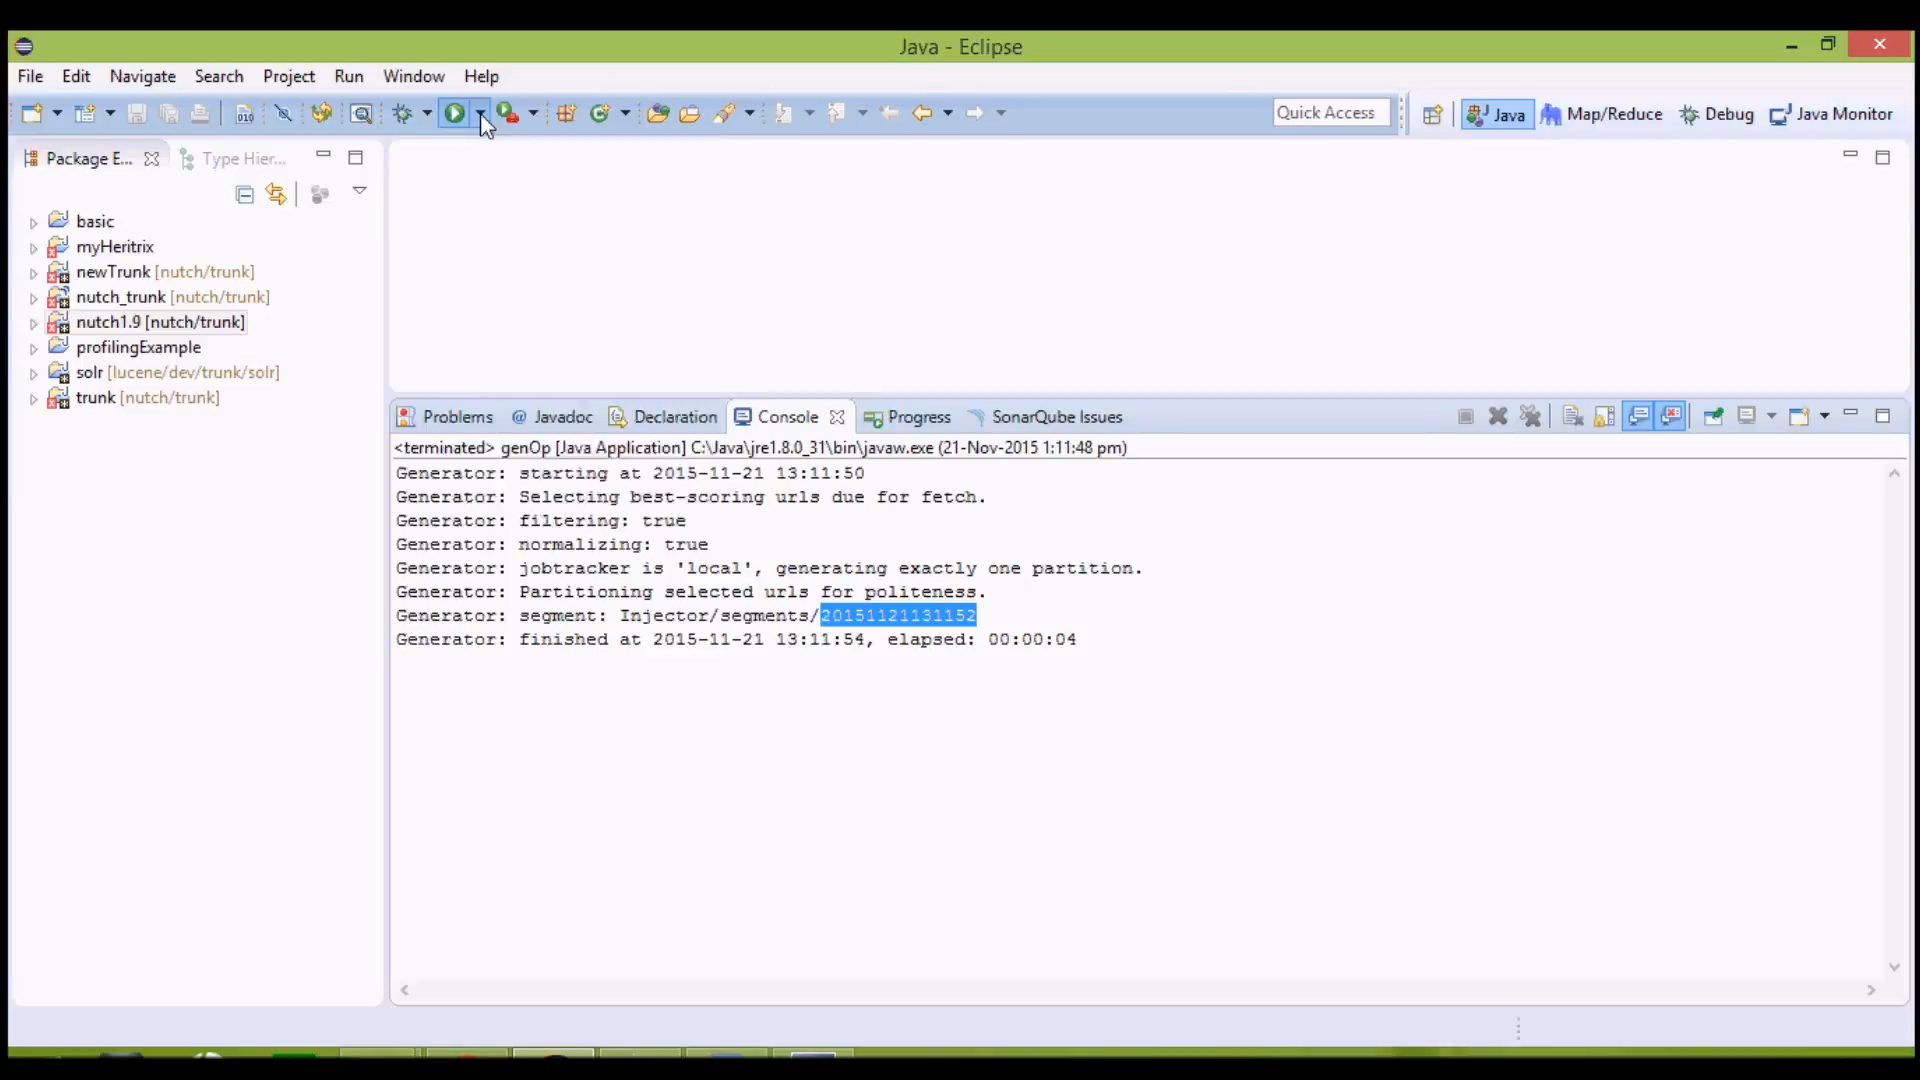 Java - Eclipse
File Edit Navigate Search Project Run Window Help
010
Quick Access
Java Map/Reduce Debug Java Monitor
Package E... Type Hier...
basic
myHeritrix
newTrunk [nutch/trunk]
nutch_trunk [nutch/trunk]
nutch1.9 [nutch/trunk]
profilingExample
solr [lucene/dev/trunk/solr]
trunk [nutch/trunk]
Problems @ Javadoc Declaration Console Progress SonarQube Issues
<terminated> genOp [Java Application] C:\Java\jre1.8.0_31\bin\javaw.exe (21-Nov-2015 1:11:48 pm)
Generator: starting at 2015-11-21 13:11:50
Generator: Selecting best-scoring urls due for fetch.
Generator: filtering: true
Generator: normalizing: true
Generator: jobtracker is 'local', generating exactly one partition.
Generator: Partitioning selected urls for politeness.
Generator: segment: Injector/segments/20151121131152
Generator: finished at 2015-11-21 13:11:54, elapsed: 00:00:04